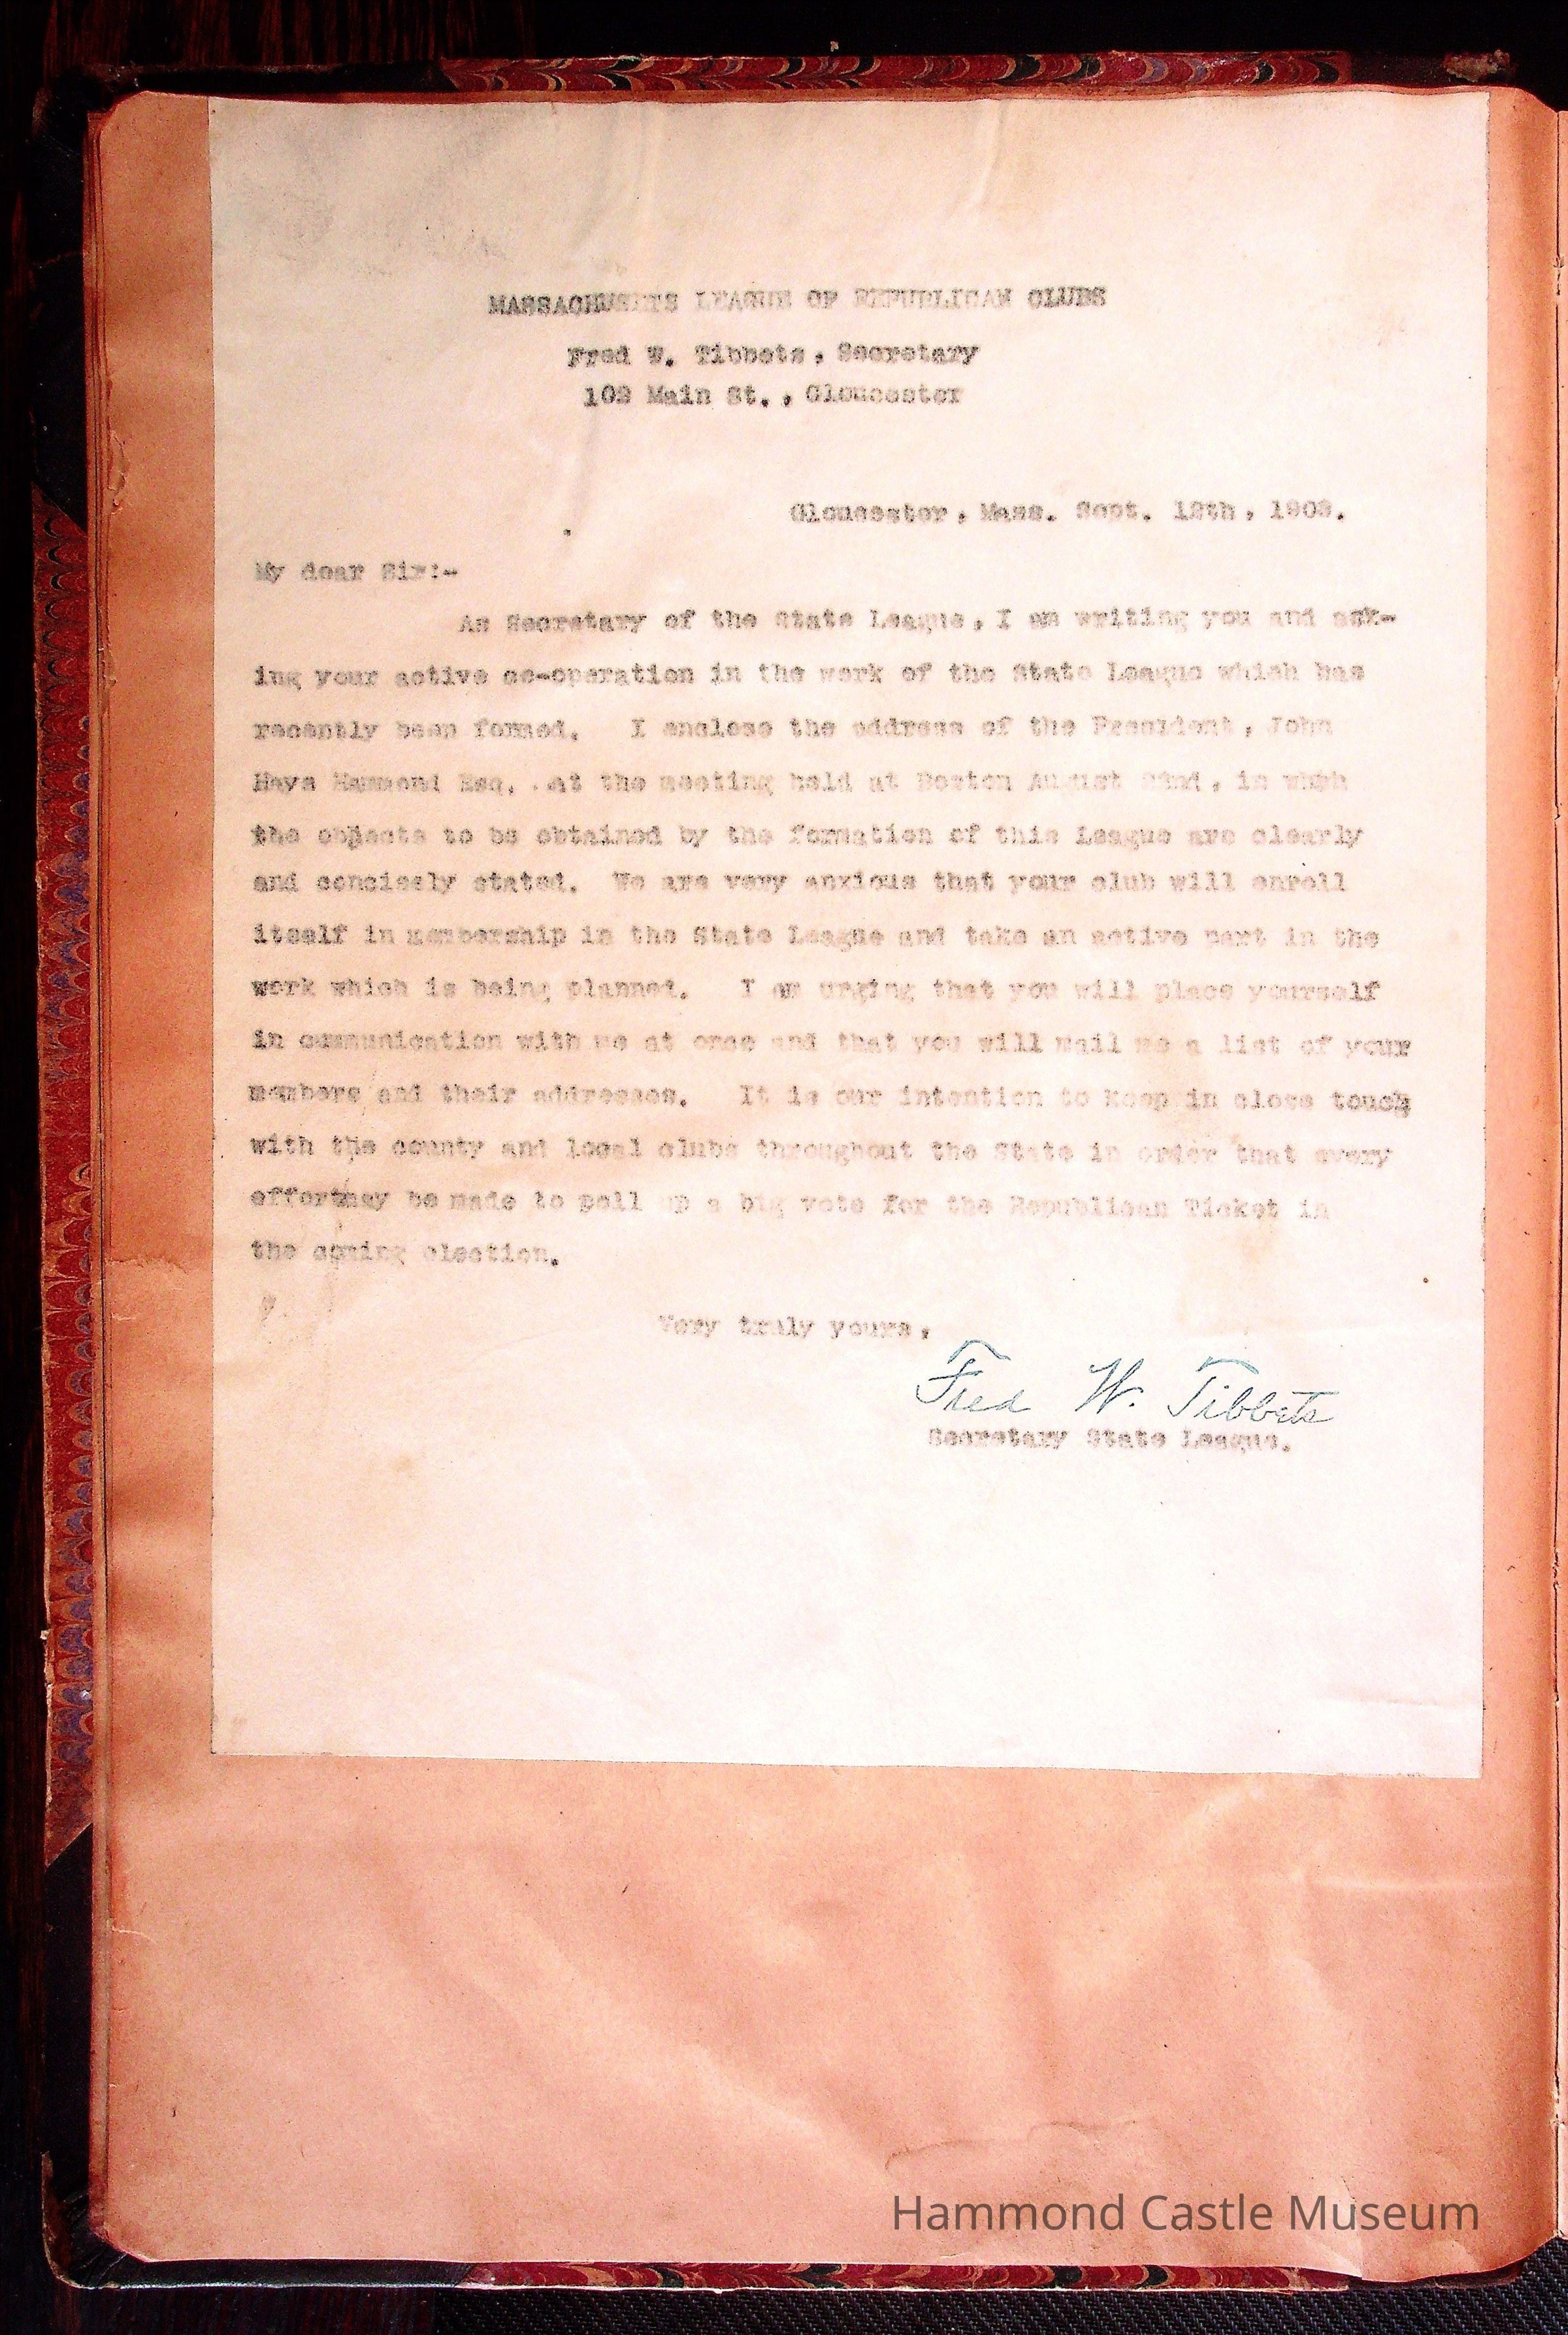 MASSACHUSETTS LEAGUE OF REPUBLICAN CLUBS
Fred W. Tibbets, Secretary
102 Main St., Gloucester
Gloucester, Mass. Sept. 12th,
My dear Sir:-
As Secretary of the State League, I am writing you and ask-
ing your active co-operation in the work of the State League which has
recently been formed. I enclose the address of the President, John
Hays Hammond Esq. .at the meeting held at Boston August 22nd, in which
the objects to be obtained by the formation of this League are clearly
and concisely stated. We are very anxious that your club will enroll
itself in membership in the State League and take an active part in the
work which is being planned. I am urging that you will place yourself
in communication with me at once and that you will mail me a list of your
members and their addresses. It is our intention to keep in close touch
with the county and local clubs throughout the State in order that every
effortmay be made to poll up a big vote for the Republican Ticket in
the coming election.
Very truly yours,
Fred W. Tibbets
Secretary State League.
Hammond Castle Museum